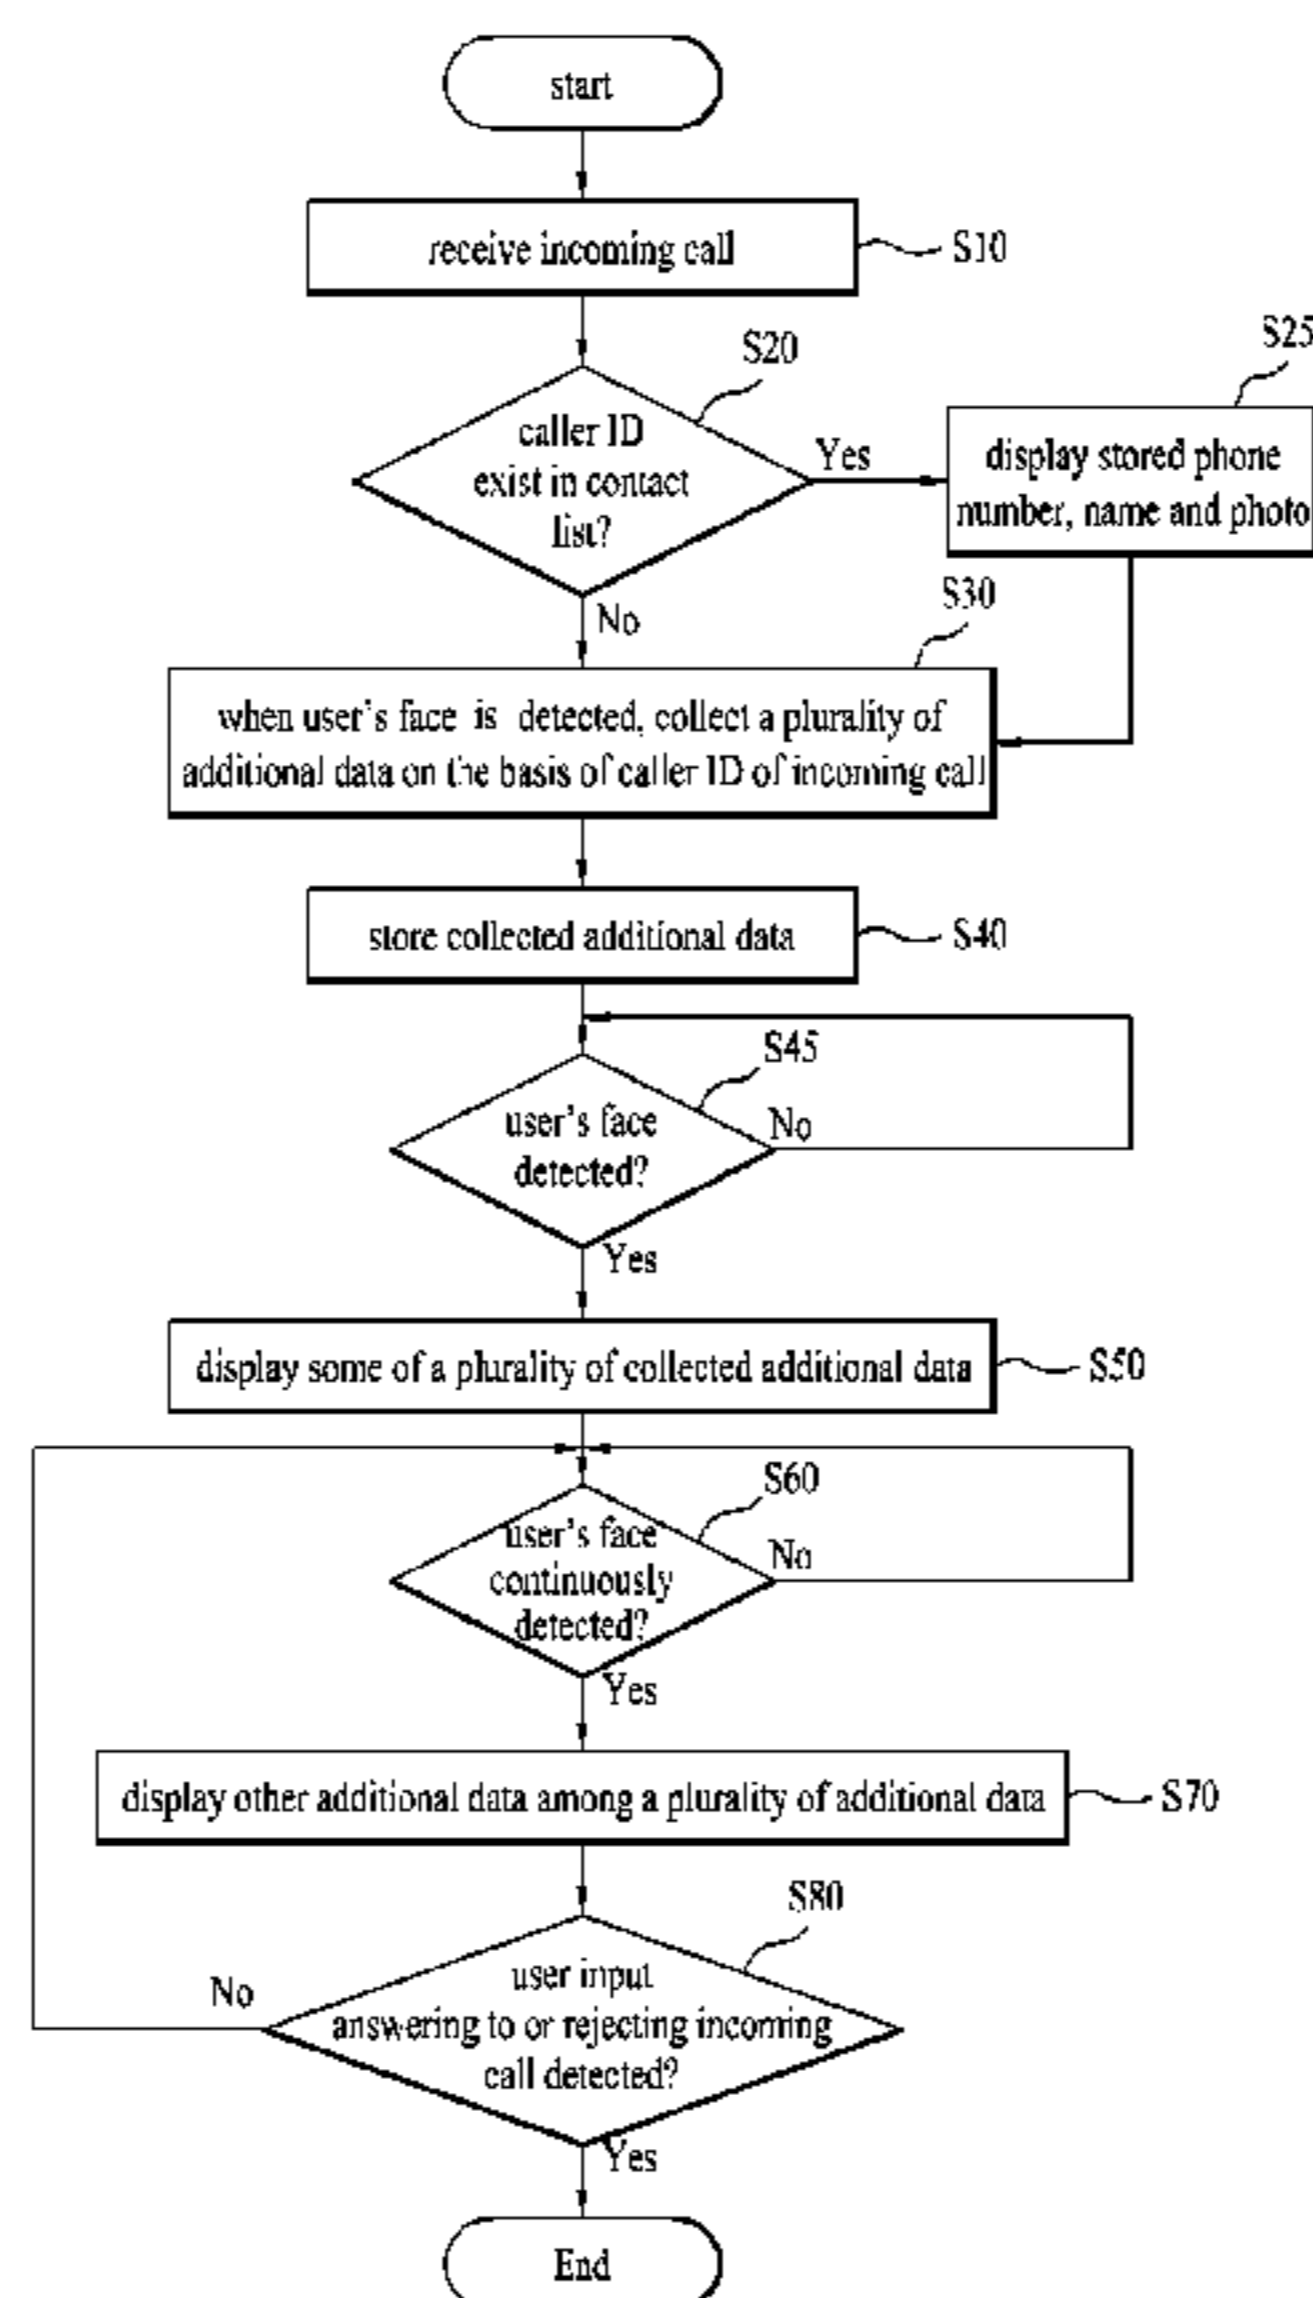 start
receive incoming call
S10
S20
caller ID
exist in contact
list?
Yes
S25
display stored phone
number, name and photo
No
S30
when user's face is detected, collect a plurality of
additional data on the basis of caller ID of incoming call
store collected additional data
S40
S45
user's face
detected?
No
Yes
display some of a plurality of collected additional data
S50
S60
user's face
continuously
detected?
No
Yes
display other additional data among a plurality of additional data
S70
S80
user input
answering to or rejecting incoming
call detected?
No
Yes
End